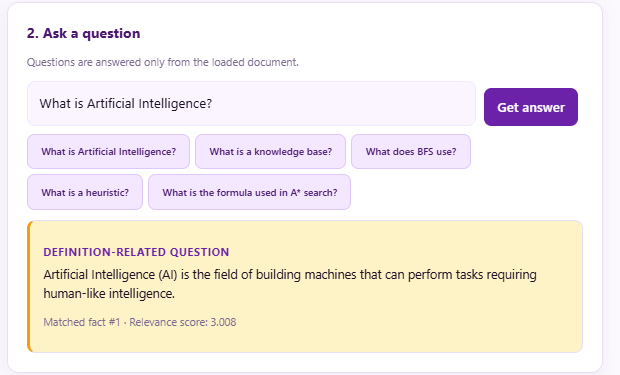 2. Ask a question
Questions are answered only from the loaded document.
What is Artificial Intelligence?
Get answer
What is Artificial Intelligence?
What is a knowledge base?
What does BFS use?
What is a heuristic?
What is the formula used in A* search?
DEFINITION-RELATED QUESTION
Artificial Intelligence (AI) is the field of building machines that can perform tasks requiring
human-like intelligence.
Matched fact #1 · Relevance score: 3.008